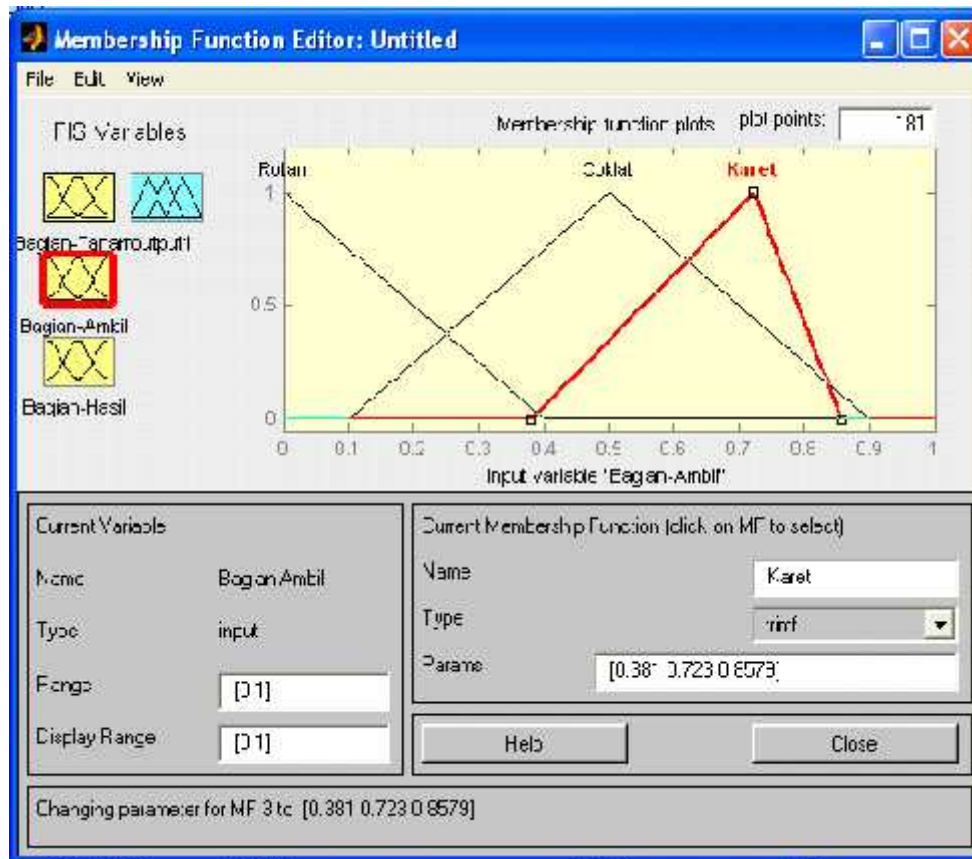 Membership Function Editor: Untitled
File Edit View
FIS Variables
Membership function plots plot points: 181
Rotan Coklat Karet
1
0.5
0
0 0.1 0.2 0.3 0.4 0.5 0.6 0.7 0.8 0.9 1
input variable "Bagian-Ambil"
output1
Bagian-Ambil
Bagian-Hasil
Current Variable
Name Bagian-Ambil
Type input
Range [0 1]
Display Range [0 1]
Current Membership Function (click on MF to select)
Name Karet
Type trimf
Params [0.381 0.723 0.8579]
Help Close
Changing parameter for MF 3 to [0.381 0.723 0.8579]